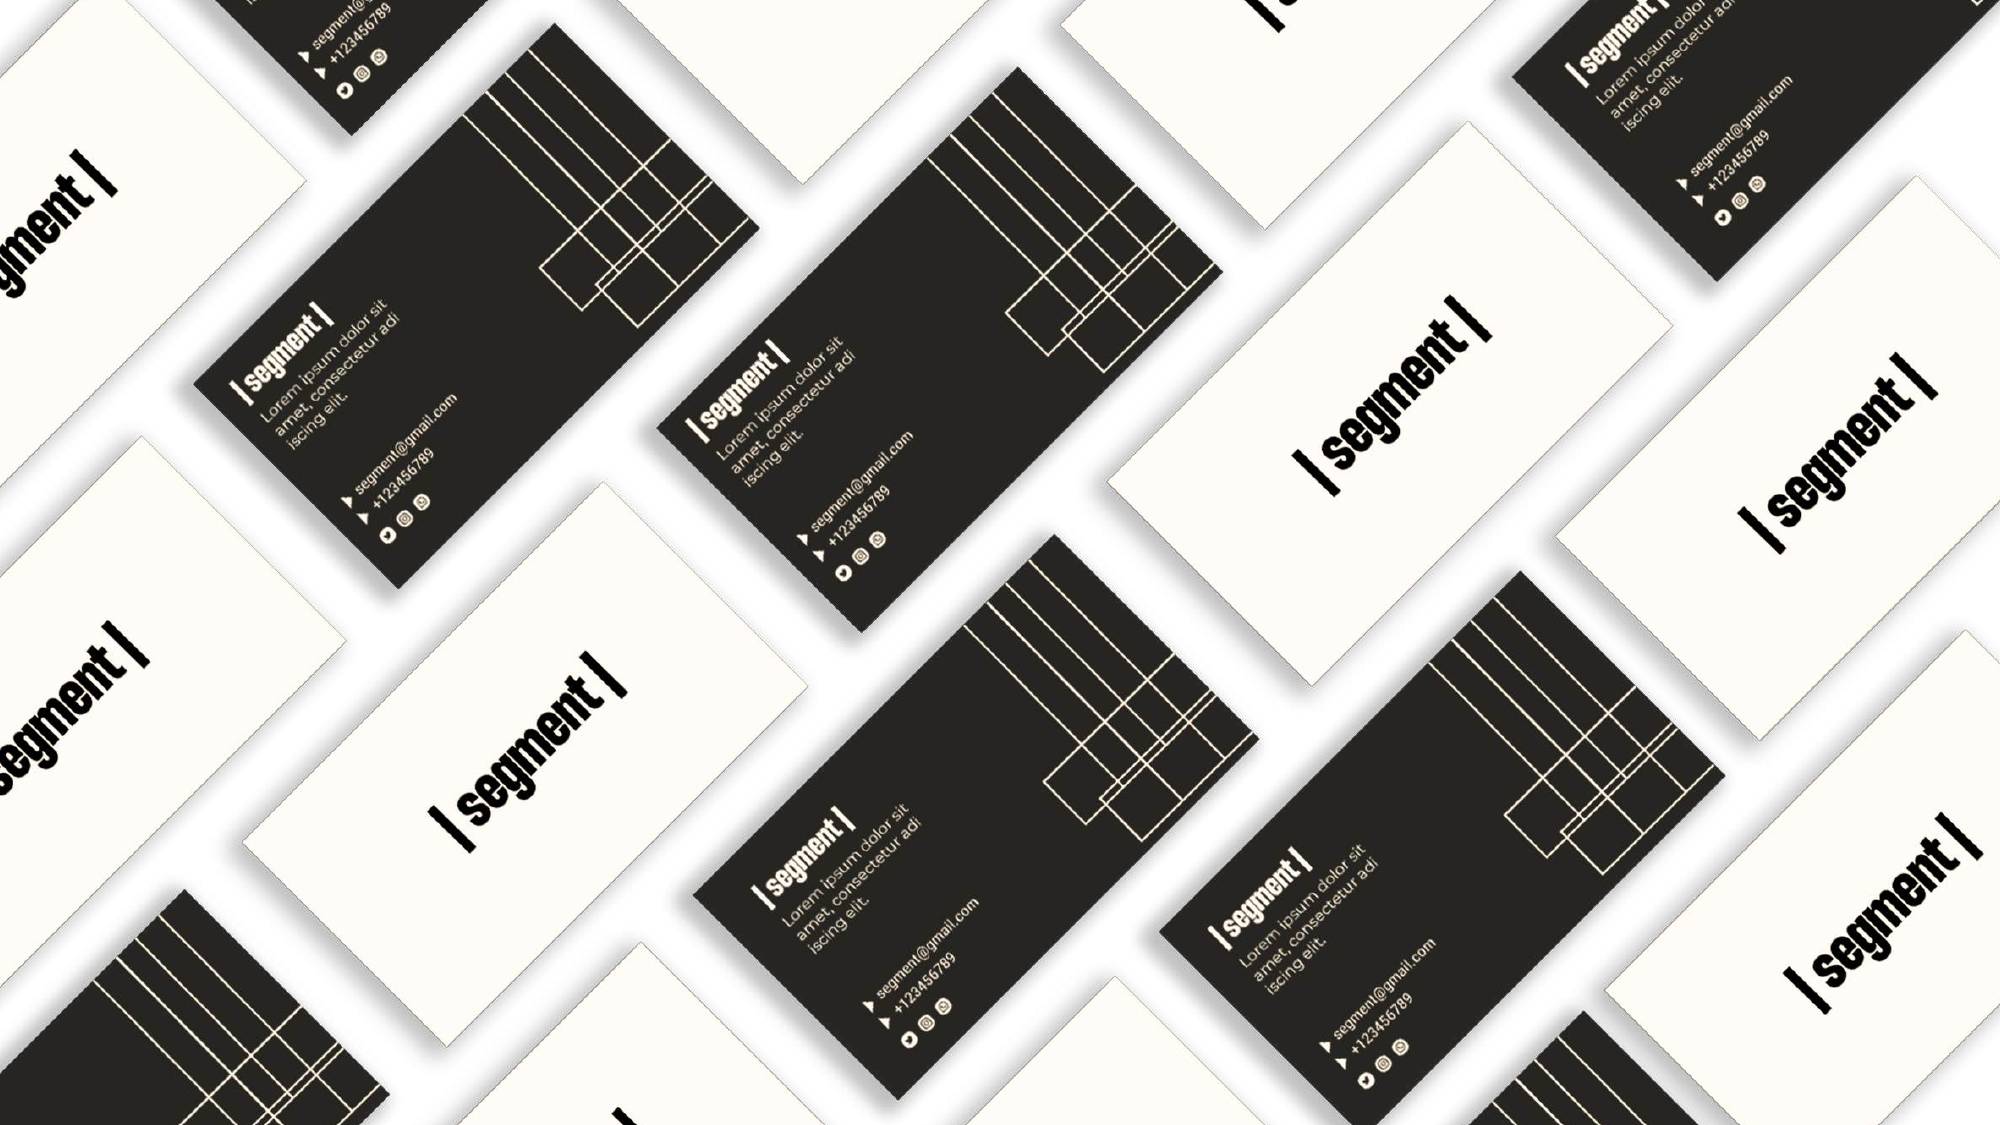 segment@g
+123456789
| segment |
Lorem ipsum dolor
amet, consectetur
iscing elit.
segment@gmail.com
+123456789
gment |
| segment |
Lorem ipsum dolor sit
amet, consectetur adi
iscing elit.
segment@gmail.com
+123456789
| segment |
Lorem ipsum dolor sit
amet, consectetur adi
iscing elit.
segment@gmail.com
+123456789
| segment |
| segment |
segment |
| segment |
| segment |
Lorem ipsum dolor sit
amet, consectetur adi
iscing elit.
segment@gmail.com
+123456789
| segment |
Lorem ipsum dolor sit
amet, consectetur adi
iscing elit.
segment@gmail.com
+123456789
| segment |